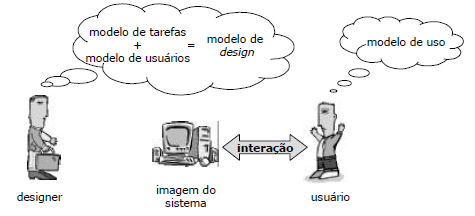 modelo de tarefas
+
modelo de usuários
=
modelo de
design
modelo de uso
interação
designer
imagem do
sistema
usuário